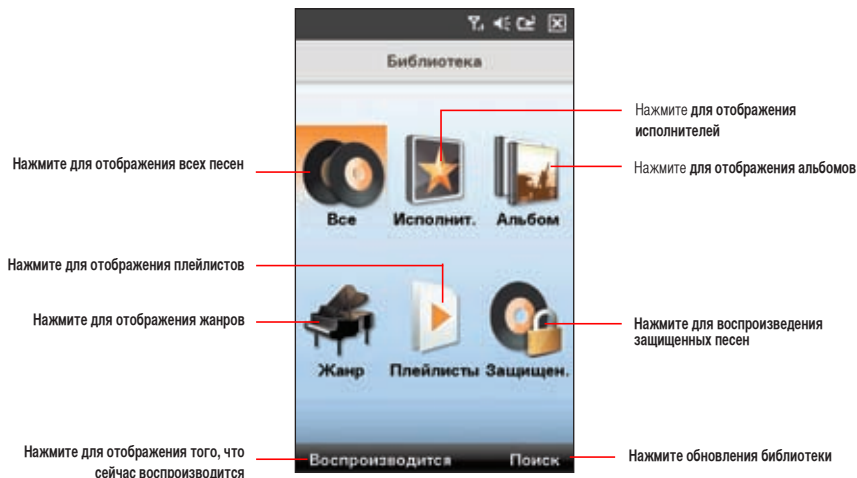 Библиотека
Нажмите для отображения
исполнителей
Нажмите для отображения всех песен
Нажмите для отображения альбомов
Все
Исполнит.
Альбом
Нажмите для отображения плейлистов
Нажмите для отображения жанров
Нажмите для воспроизведения
защищенных песен
Жанр
Плейлисты
Защищен.
Нажмите для отображения того, что
сейчас воспроизводится
Воспроизводится
Поиск
Нажмите обновления библиотеки